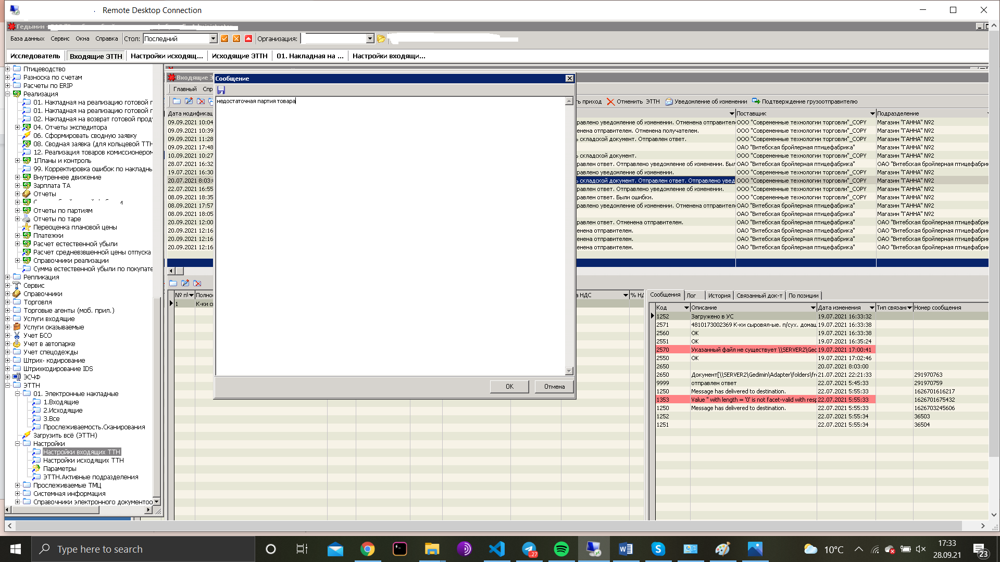 Remote Desktop Connection
Гедымин -
База данных Сервис Окна Справка Стол: Последний Организация:
Исследователь Входящие ЭТТН Настройки исходящ... Исходящие ЭТТН 01. Накладная на ... Настройки входящи...
Птицеводство
Разноска по счетам
Расчеты по ERIP
Реализация
01. Накладная на реализацию готовой г
01. Накладная на реализацию готовой г
02. Накладная на возврат готовой прод
04. Отчеты экспедитора
06. Сформировать сводную заявку
08. Сводная заявка (для кольцевой ТТН
12. Реализация товаров комиссионером
1Планы и контроль
99. Корректировка ошибок по накладны
Внутреннее движение
Зарплата ТА
Отчеты
Отчеты по партиям
Отчеты по таре
Переоценка плановой цены
Платежки
Расчет естественной убыли
Расчет средневзвшенной цены отпуска
Справочники реализации
Сумма естественной убыли по покупате
Репликация
Сервис
Справочники
Торговля
Торговые агенты (моб. прил.)
Услуги входящие
Услуги оказываемые
Учет БСО
Учет в автопарке
Учет спецодежды
Штрих- кодирование
Штрихкодирование IDS
ЭСЧФ
ЭТТН
01. Электронные накладные
1.Входящие
2.Исходящие
3.Все
Прослеживаемость.Сканирования
Загрузить всё (ЭТТН)
Настройки
Настройки входящих ТТН
Настройки исходящих ТТН
Параметры
ЭТТН.Активные подразделения
Прослеживаемые ТМЦ
Системная информация
Справочники электронного документоо
Входящие Э
Главный Спр
Сообщение
недостаточная партия товара
OK Отмена
ь приход Отменить ЭТТН Уведомление об изменении Подтверждение грузоотправителю
Дата модификац Поставщик Подразделение
09.09.2021 10:04 равлено уведомление об изменении. Отменена отправител ООО "Современные технологии торговли"_COPY Магазин "ГАННА" №2
09.09.2021 10:39 енена отправителем. Отменена получателем. ООО "Современные технологии торговли"_COPY Магазин "ГАННА" №2
09.09.2021 11:28 ь складской документ. Отправлен ответ. ООО "Современные технологии торговли"_COPY Магазин "ГАННА" №2
09.09.2021 17:48 ОАО "Витебская бройлерная птицефабрика" Магазин "ГАННА" №2
10.09.2021 10:27 ь складской документ. ООО "Современные технологии торговли"_COPY Магазин "ГАННА" №2
28.07.2021 16:32 равлен ответ. Отправлено уведомление об изменении. Был ОАО "Витебская бройлерная птицефабрика" ОАО "Витебская бройлерная птицефабрин
19.07.2021 16:30 равлено уведомление об изменении. ООО "Современные технологии торговли"_COPY Магазин "ГАННА" №2
20.07.2021 8:03: ь складской документ. Отправлен ответ. Отправлено увед ООО "Современные технологии торговли"_COPY Магазин "ГАННА" №2
22.07.2021 16:55 равлен ответ. Отправлено уведомление об изменении. ООО "Современные технологии торговли"_COPY Магазин "ГАННА" №2
08.09.2021 18:35 равлен ответ. Были ошибки. ООО "Современные технологии торговли"_COPY Магазин "ГАННА" №2
08.09.2021 17:57 равлено уведомление об изменении. Отменена отправител ОАО "Витебская бройлерная птицефабрика" Магазин "ГАННА" №2
08.09.2021 18:05 ОАО "Витебская бройлерная птицефабрика" Магазин "ГАННА" №2
20.09.2021 12:00 равлен ответ. Отменена отправителем. ОАО "Витебская бройлерная птицефабрика" ОАО "Витебская бройлерная птицефабрин
20.09.2021 12:16 енена отправителем. ОАО "Витебская бройлерная птицефабрика" ОАО "Витебская бройлерная птицефабрин
20.09.2021 12:16 енена отправителем. ОАО "Витебская бройлерная птицефабрика" ОАО "Витебская бройлерная птицефабрин
20.09.2021 12:16 енена отправителем. ОАО "Витебская бройлерная птицефабрика" ОАО "Витебская бройлерная птицефабрин
№ п\ Полно а НДС % НД
1 К-ки с
Сообщения Лог История Связанный док-т По позиции
Код Описание Дата изменения Тип связан Номер сообщения
1252 Загружено в УС 19.07.2021 16:33:32
2571 4810173002369 К-ки сыровял-ые. п/сух. домаш 19.07.2021 16:33:38
2560 OK 19.07.2021 16:33:38
2551 OK 19.07.2021 16:35:24
2570 Указанный файл не существует \\SERVER2\Gec 19.07.2021 17:00:41
2550 OK 19.07.2021 17:02:46
2650 20.07.2021 8:03:00
2650 Документ[\\SERVER2\Gedimin\Adapter\folders\fr 21.07.2021 22:21:33 291970763
9999 отправлен ответ 22.07.2021 5:45:33 291970759
1250 Message has delivered to destination. 22.07.2021 5:55:33 1626701616217
1353 Value '' with length = '0' is not facet-valid with resp 22.07.2021 5:55:33 1626701675432
1250 Message has delivered to destination. 22.07.2021 5:55:33 1626703245606
1252 22.07.2021 5:55:34 36503
1251 22.07.2021 5:55:34 36504
Type here to search
27
10°C
17:33
28.09.21
23